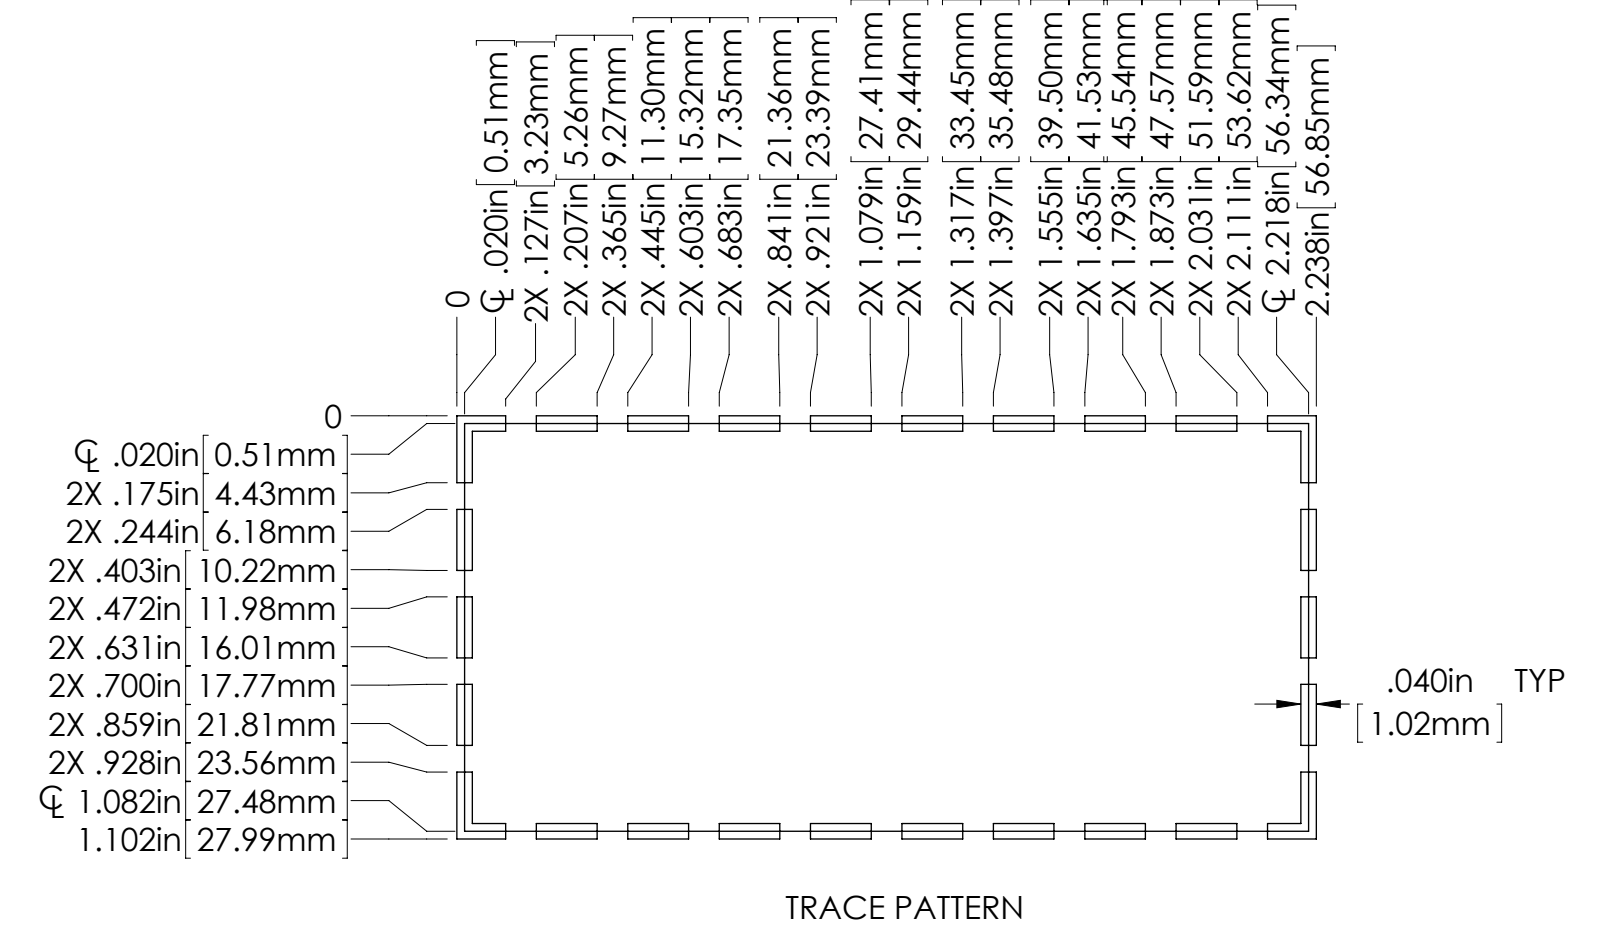 0
℄ .020in [0.51mm]
2X .127in [3.23mm]
2X .207in [5.26mm]
2X .365in [9.27mm]
2X .445in [11.30mm]
2X .603in [15.32mm]
2X .683in [17.35mm]
2X .841in [21.36mm]
2X .921in [23.39mm]
2X 1.079in [27.41mm]
2X 1.159in [29.44mm]
2X 1.317in [33.45mm]
2X 1.397in [35.48mm]
2X 1.555in [39.50mm]
2X 1.635in [41.53mm]
2X 1.793in [45.54mm]
2X 1.873in [47.57mm]
2X 2.031in [51.59mm]
2X 2.111in [53.62mm]
℄ 2.218in [56.34mm]
2.238in [56.85mm]
0
℄ .020in [0.51mm]
2X .175in [4.43mm]
2X .244in [6.18mm]
2X .403in [10.22mm]
2X .472in [11.98mm]
2X .631in [16.01mm]
2X .700in [17.77mm]
2X .859in [21.81mm]
2X .928in [23.56mm]
℄ 1.082in [27.48mm]
1.102in [27.99mm]
.040in TYP
[1.02mm]
TRACE PATTERN